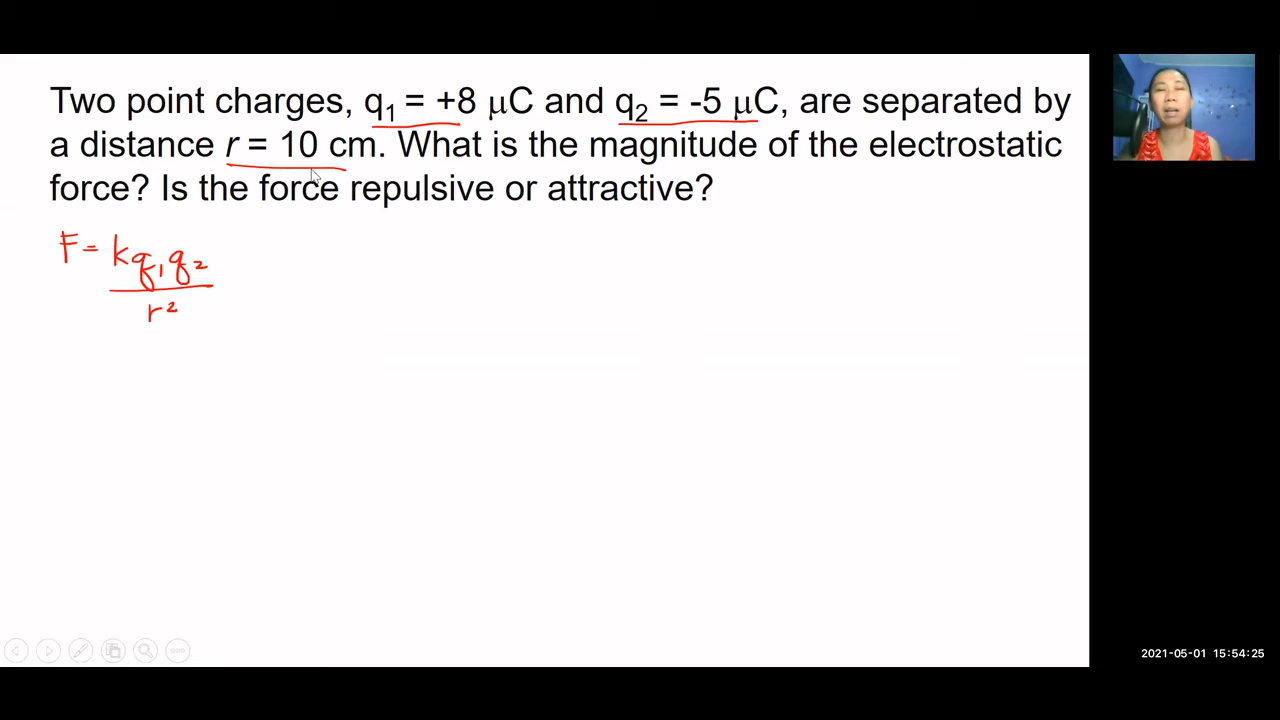 Two point charges, q₁ = +8 μC and q₂ = -5 μC, are separated by
a distance r = 10 cm. What is the magnitude of the electrostatic
force? Is the force repulsive or attractive?
F = kq₁q₂
r²
2021-05-01 15:54:25